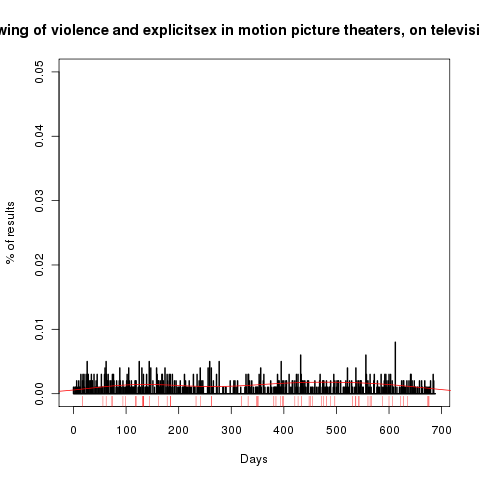 wing of violence and explicitsex in motion picture theaters, on televisi
0.05
0.04
0.03
0.02
0.01
0.00
% of results
0 100 200 300 400 500 600 700
Days